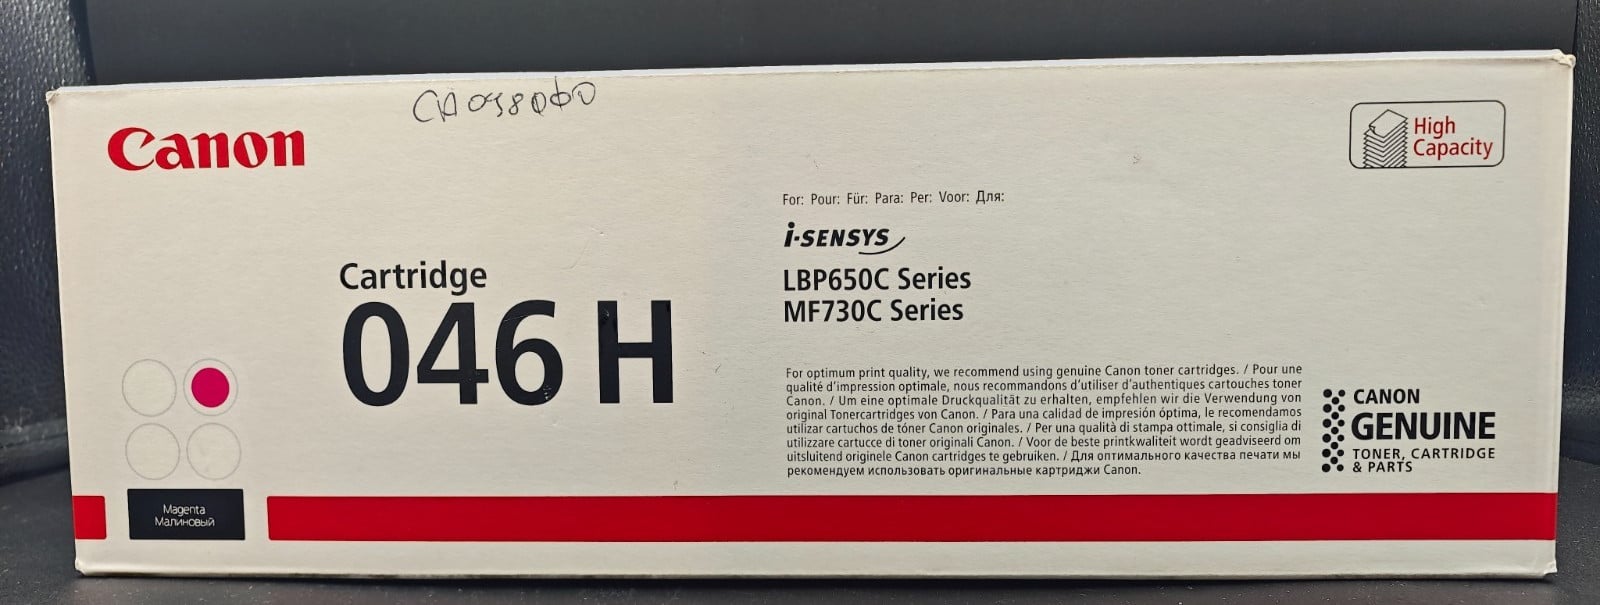 CA098060
Canon
High
Capacity
For: Pour: Für: Para: Per: Voor: Для:
i-SENSYS
LBP650C Series
MF730C Series
Cartridge
046 H
For optimum print quality, we recommend using genuine Canon toner cartridges. / Pour une
qualité d'impression optimale, nous recommandons d'utiliser d'authentiques cartouches toner
Canon. / Um eine optimale Druckqualität zu erhalten, empfehlen wir die Verwendung von
original Tonercartridges von Canon. / Para una calidad de impresión óptima, le recomendamos
utilizar cartuchos de tóner Canon originales. / Per una qualità di stampa ottimale, si consiglia di
utilizzare cartucce di toner originali Canon. / Voor de beste printkwaliteit wordt geadviseerd om
uitsluitend originele Canon cartridges te gebruiken. / Для оптимального качества печати мы
рекомендуем использовать оригинальные картриджи Canon.
CANON
GENUINE
TONER, CARTRIDGE
& PARTS
Magenta
Малиновый